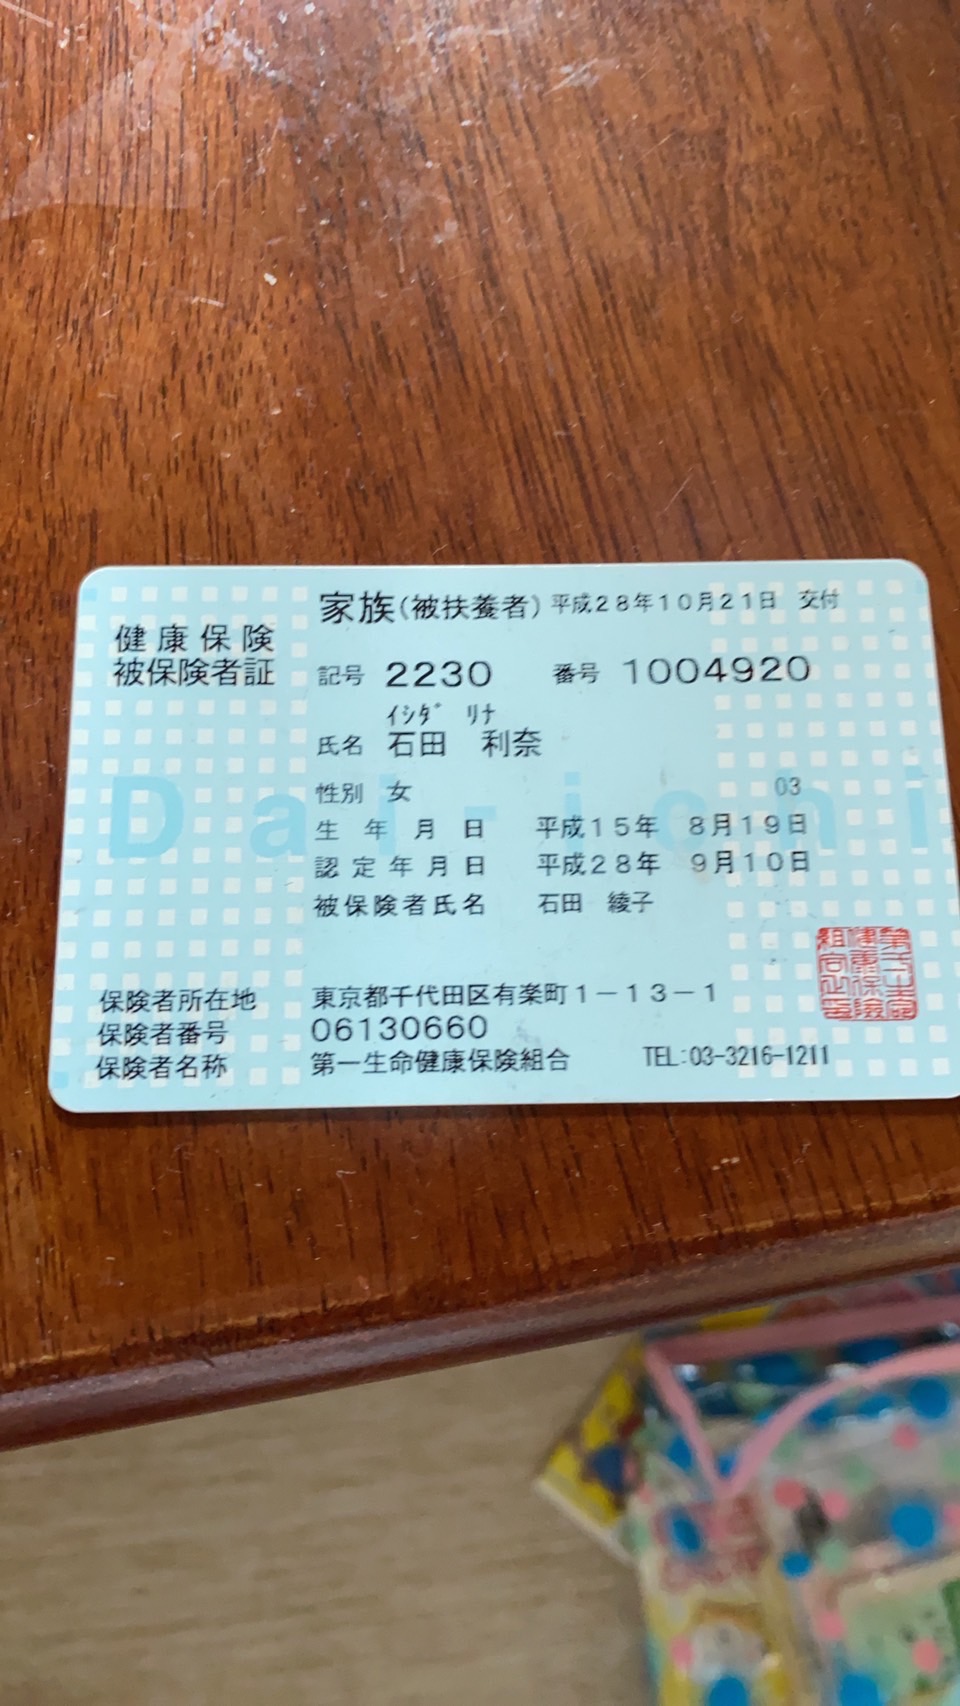 家族(被扶養者) 平成28年10月21日 交付
健康保険
被保険者証
記号 2230 番号 1004920
ｲｼﾀﾞ ﾘﾅ
氏名 石田 利奈
性別 女 03
生年月日 平成15年 8月19日
認定年月日 平成28年 9月10日
被保険者氏名 石田 綾子
Dai-ichi
保険者所在地 東京都千代田区有楽町1-13-1
保険者番号 06130660
保険者名称 第一生命健康保険組合 TEL:03-3216-1211